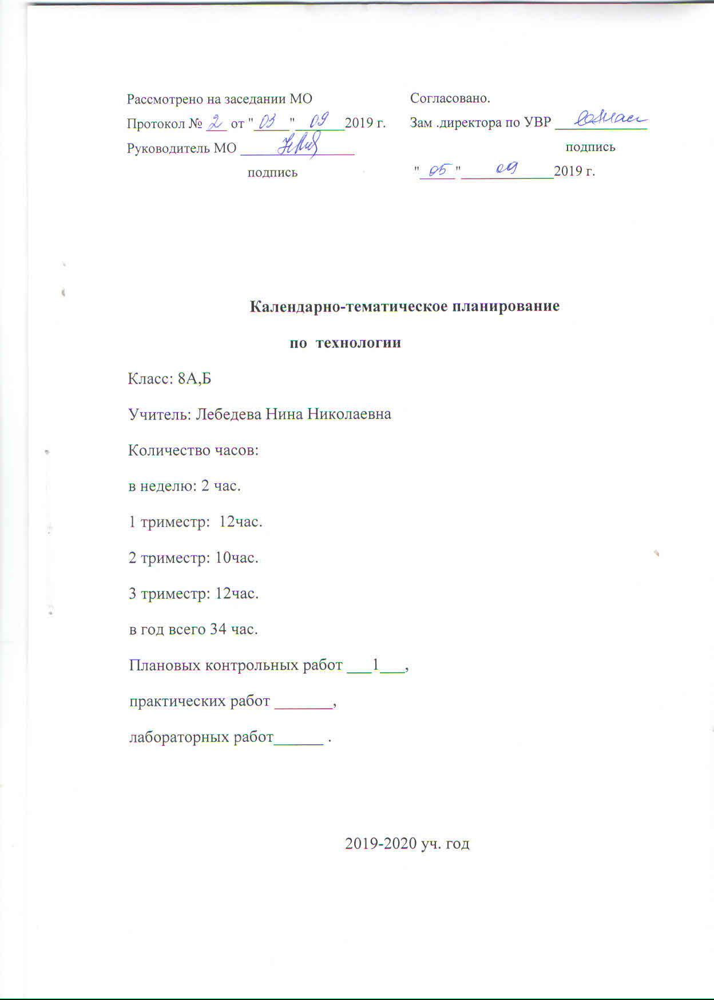 Рассмотрено на заседании МО
Протокол № 2 от "03" 09 2019 г.
Руководитель МО ______
подпись
Согласовано.
Зам .директора по УВР ______
подпись
"05" 09 2019 г.
Календарно-тематическое планирование
по технологии
Класс: 8А,Б
Учитель: Лебедева Нина Николаевна
Количество часов:
в неделю: 2 час.
1 триместр: 12час.
2 триместр: 10час.
3 триместр: 12час.
в год всего 34 час.
Плановых контрольных работ ___1___,
практических работ _______,
лабораторных работ______ .
2019-2020 уч. год